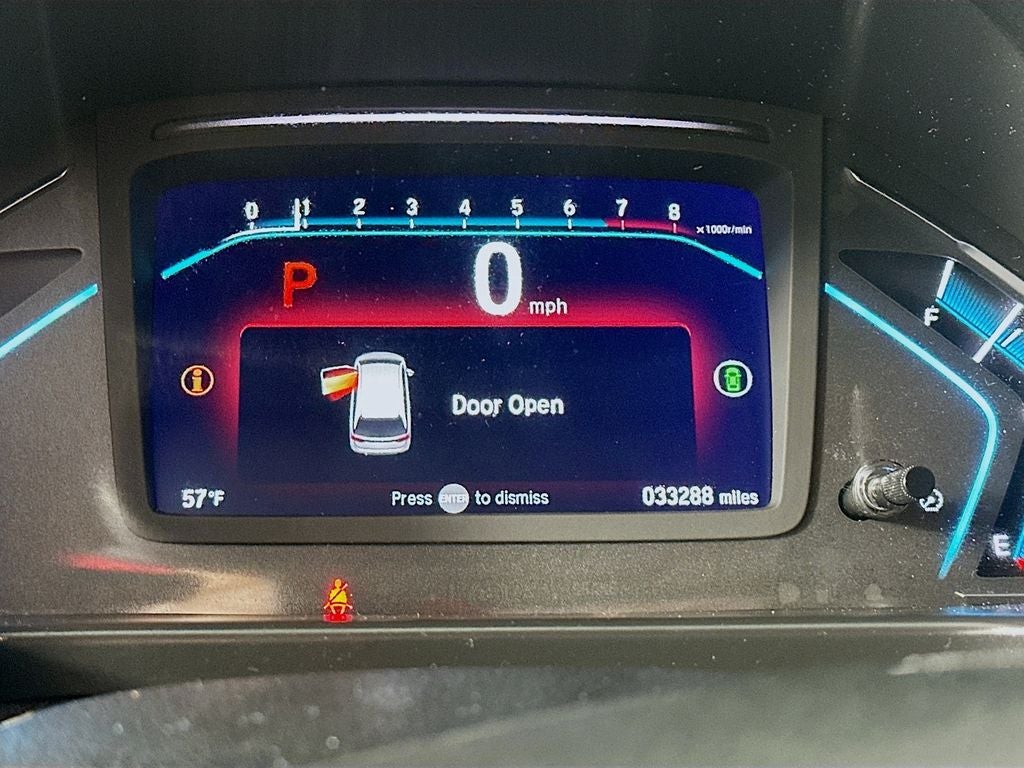 0 1 2 3 4 5 6 7 8 x1000r/min
P 0 mph
F
Door Open
57°F Press ENTER to dismiss 033288 miles
E